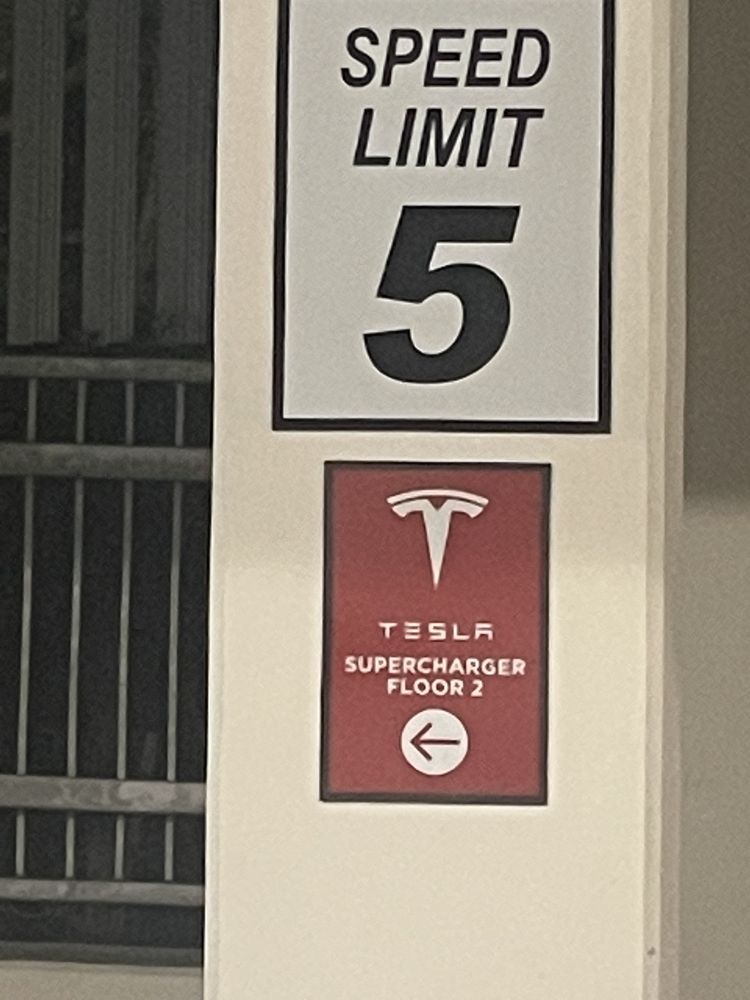 SPEED
LIMIT
5
TESLA
SUPERCHARGER
FLOOR 2